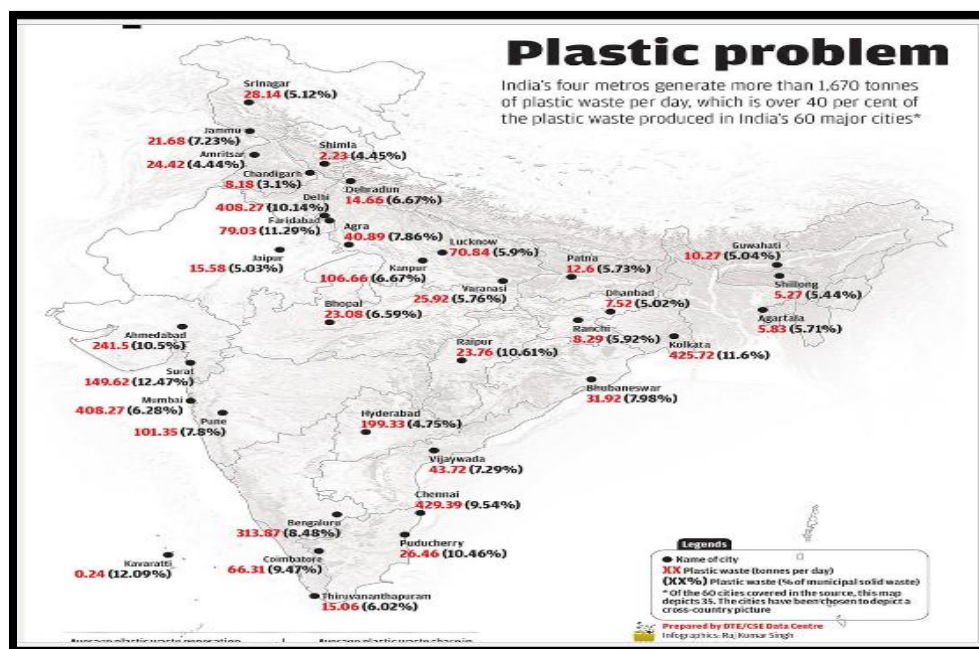 Plastic problem
India's four metros generate more than 1,670 tonnes
of plastic waste per day, which is over 40 per cent of
the plastic waste produced in India's 60 major cities*
Srinagar
28.14 (5.12%)
Jammu
21.68 (7.23%)
Amritsar
24.42 (4.44%)
Shimla
2.23 (4.45%)
Chandigarh
8.18 (3.1%)
Dehradun
14.66 (6.67%)
Delhi
408.27 (10.14%)
Faridabad
79.03 (11.29%)
Agra
40.89 (7.86%)
Lucknow
70.84 (5.9%)
Jaipur
15.58 (5.03%)
Kanpur
106.66 (6.67%)
Patna
12.6 (5.73%)
Guwahati
10.27 (5.04%)
Varanasi
25.92 (5.76%)
Shillong
5.27 (5.44%)
Bhopal
23.08 (6.59%)
Dhanbad
7.52 (5.02%)
Agartala
5.83 (5.71%)
Ahmedabad
241.5 (10.5%)
Raipur
23.76 (10.61%)
Ranchi
8.29 (5.92%)
Kolkata
425.72 (11.6%)
Surat
149.62 (12.47%)
Bhubaneswar
31.92 (7.98%)
Mumbai
408.27 (6.28%)
Pune
101.35 (7.8%)
Hyderabad
199.33 (4.75%)
Vijaywada
43.72 (7.29%)
Chennai
429.39 (9.54%)
Bengaluru
313.87 (8.48%)
Puducherry
26.46 (10.46%)
Coimbatore
66.31 (9.47%)
Kavaratti
0.24 (12.09%)
Thiruvananthapuram
15.06 (6.02%)
Legends
Name of city
XX Plastic waste (tonnes per day)
(XX%) Plastic waste (% of municipal solid waste)
* Of the 60 cities covered in the source, this map
depicts 35. The cities have been chosen to depict a
cross-country picture
Prepared by DTE/CSE Data Centre
Infographics: Raj Kumar Singh
Average plastic waste generation
Average plastic waste share in